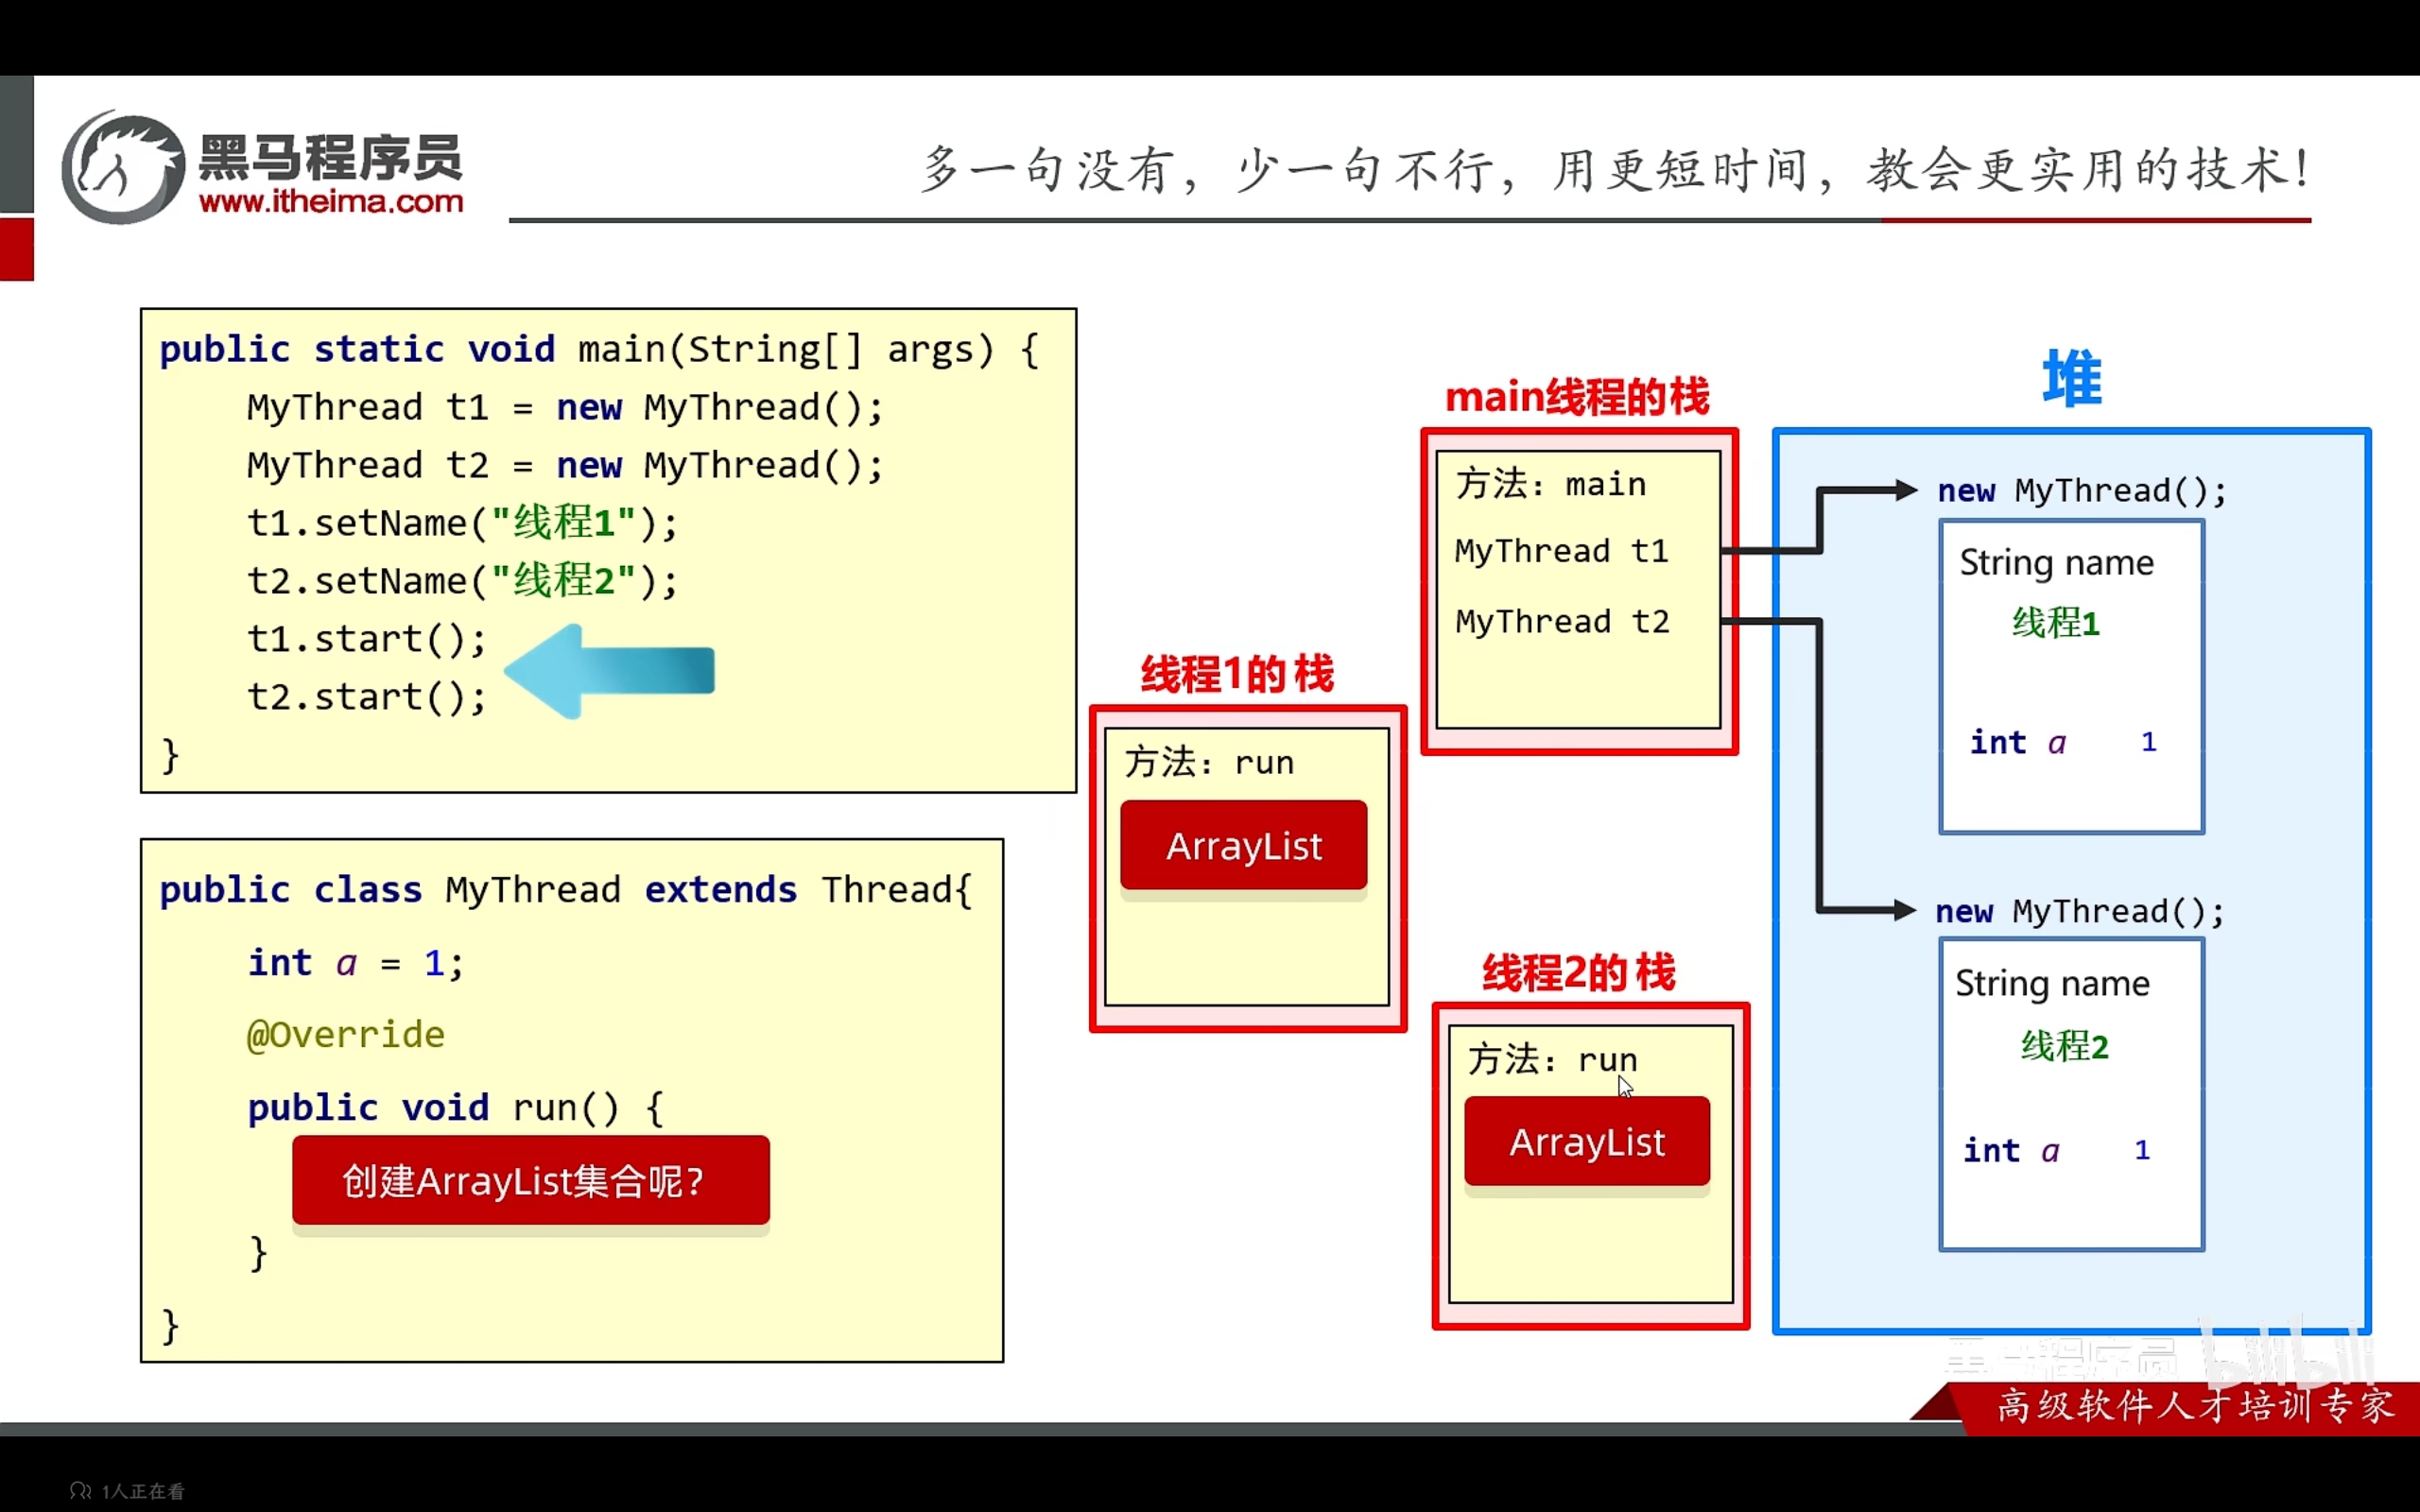 黑马程序员
www.itheima.com
多一句没有，少一句不行，用更短时间，教会更实用的技术！
public static void main(String[] args) {
MyThread t1 = new MyThread();
MyThread t2 = new MyThread();
t1.setName("线程1");
t2.setName("线程2");
t1.start();
t2.start();
}
public class MyThread extends Thread{
int a = 1;
@Override
public void run() {
创建ArrayList集合呢？
}
}
线程1的栈
方法：run
ArrayList
main线程的栈
方法：main
MyThread t1
MyThread t2
线程2的栈
方法：run
ArrayList
堆
new MyThread();
String name
线程1
int a 1
new MyThread();
String name
线程2
int a 1
黑马程序员 bilibili
高级软件人才培训专家
1人正在看